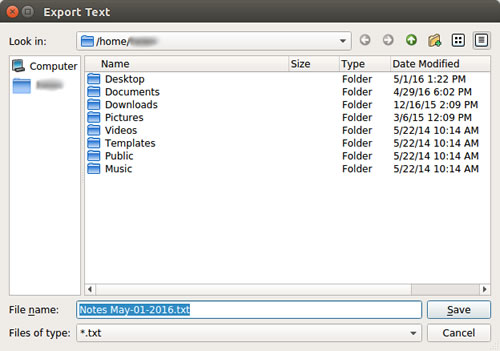 Export Text
Look in: /home/
Computer
Name Size Type Date Modified
Desktop Folder 5/1/16 1:22 PM
Documents Folder 4/29/16 6:02 PM
Downloads Folder 12/16/15 2:09 PM
Pictures Folder 3/6/15 12:09 PM
Videos Folder 5/22/14 10:14 AM
Templates Folder 5/22/14 10:14 AM
Public Folder 5/22/14 10:14 AM
Music Folder 5/22/14 10:14 AM
File name: Notes May-01-2016.txt Save
Files of type: *.txt Cancel